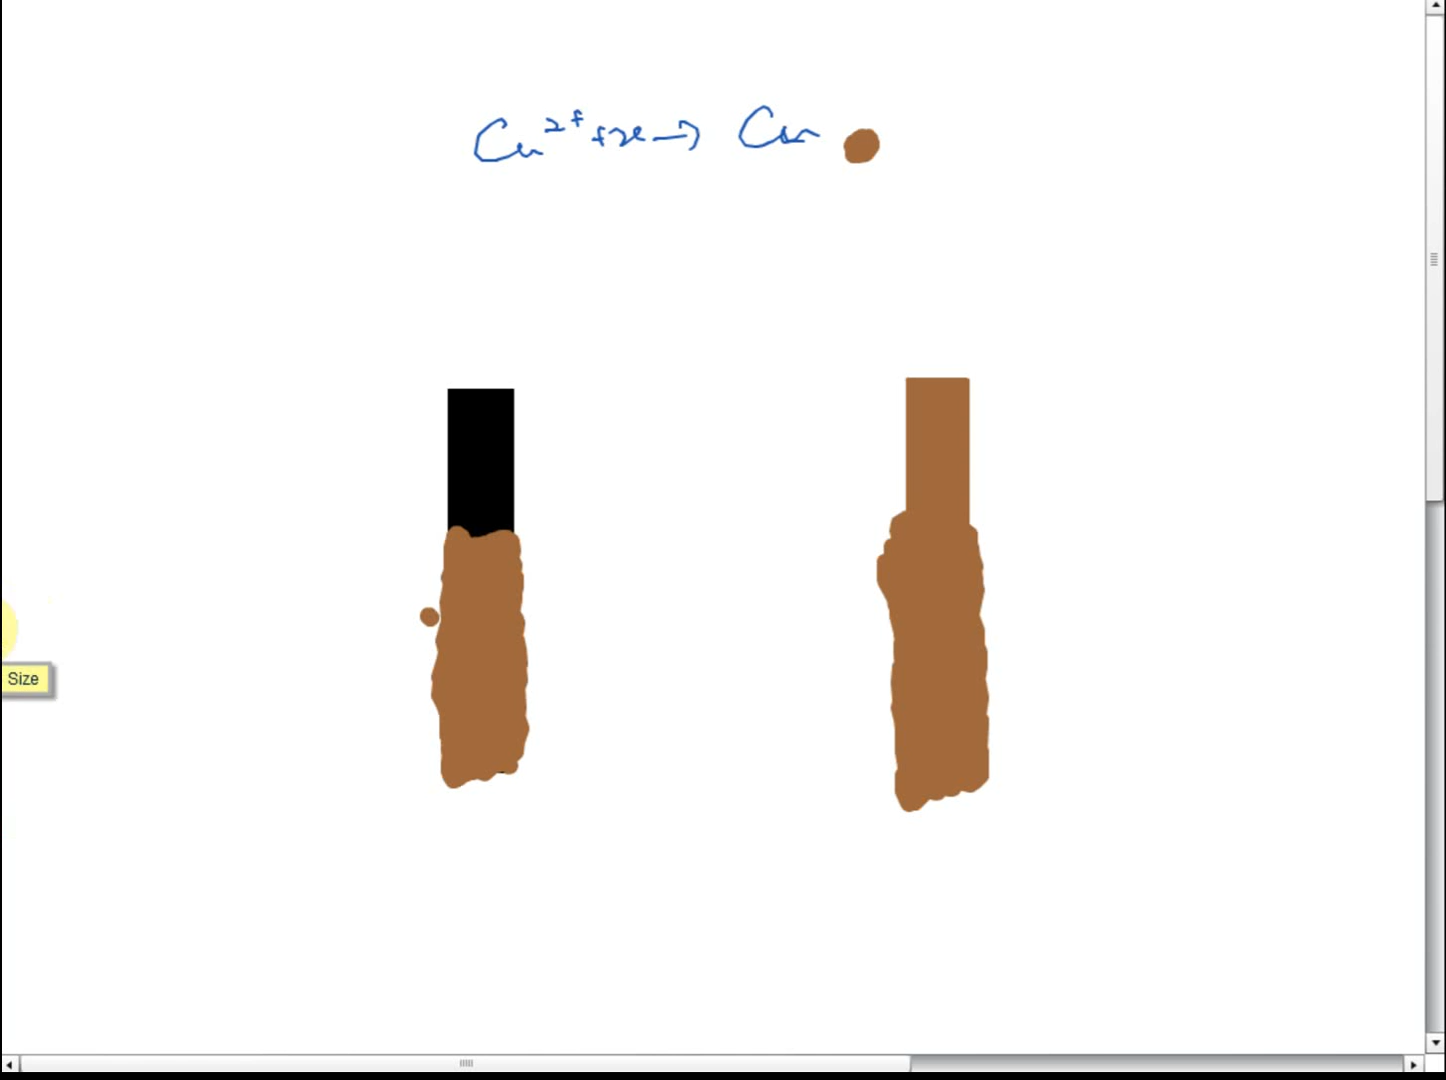 Cu²⁺ +2e → Cu
Size